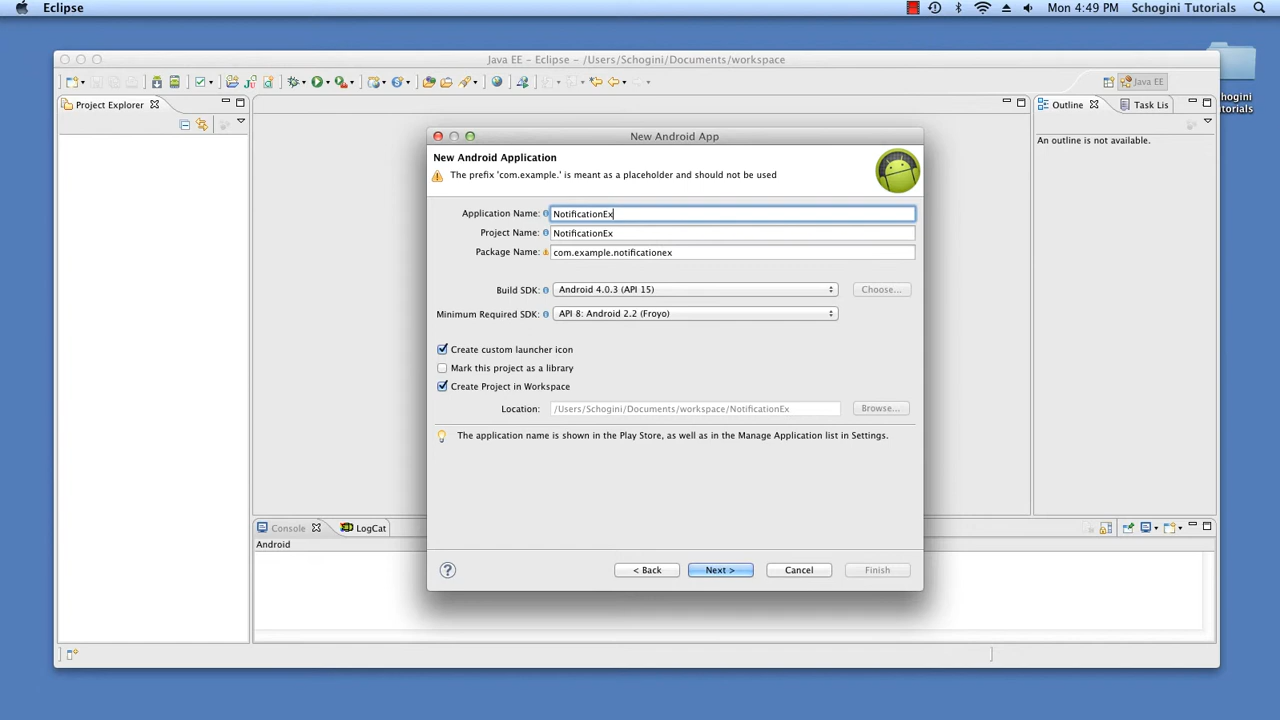 Eclipse
Mon 4:49 PM
Schogini Tutorials
Java EE - Eclipse - /Users/Schogini/Documents/workspace
Java EE
Project Explorer
Outline
Task Lis
An outline is not available.
New Android App
New Android Application
The prefix 'com.example.' is meant as a placeholder and should not be used
Application Name: NotificationEx
Project Name: NotificationEx
Package Name: com.example.notificationex
Build SDK: Android 4.0.3 (API 15) Choose...
Minimum Required SDK: API 8: Android 2.2 (Froyo)
Create custom launcher icon
Mark this project as a library
Create Project in Workspace
Location: /Users/Schogini/Documents/workspace/NotificationEx Browse...
The application name is shown in the Play Store, as well as in the Manage Application list in Settings.
< Back Next > Cancel Finish
Console
LogCat
Android